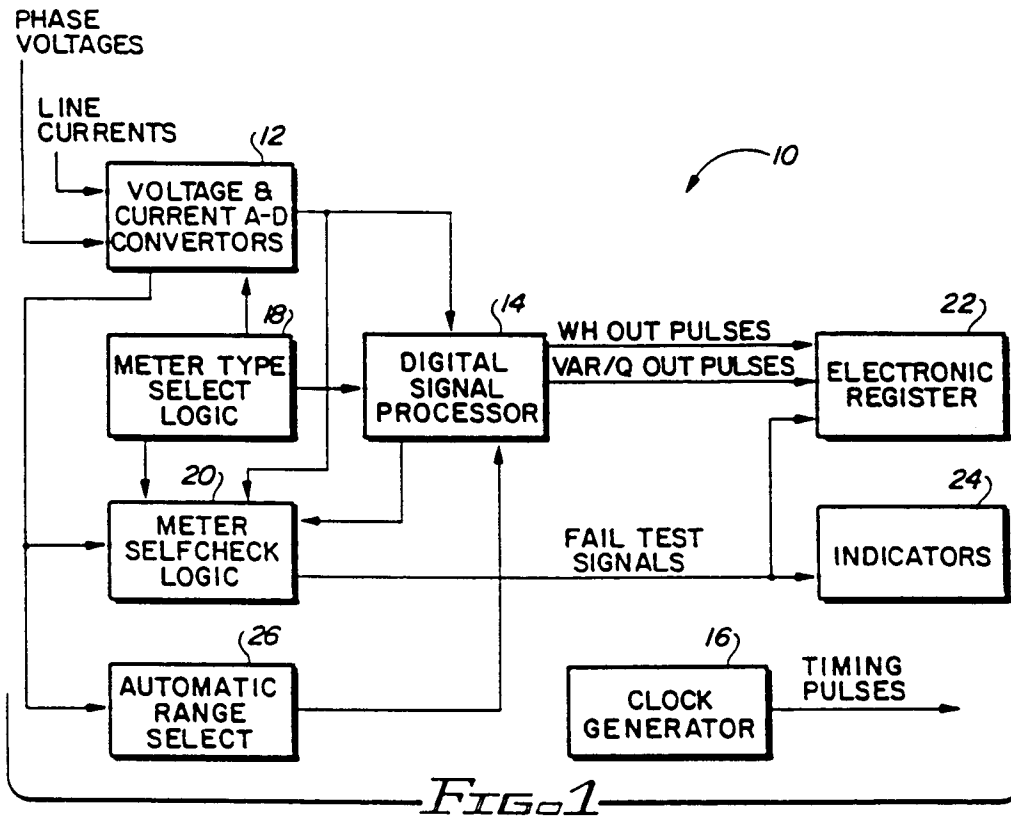 PHASE
VOLTAGES
LINE
CURRENTS
12
VOLTAGE &
CURRENT A-D
CONVERTORS
10
18
METER TYPE
SELECT
LOGIC
14
DIGITAL
SIGNAL
PROCESSOR
WH OUT PULSES
VAR/Q OUT PULSES
22
ELECTRONIC
REGISTER
20
METER
SELFCHECK
LOGIC
FAIL TEST
SIGNALS
24
INDICATORS
26
AUTOMATIC
RANGE
SELECT
16
CLOCK
GENERATOR
TIMING
PULSES
FIG. 1